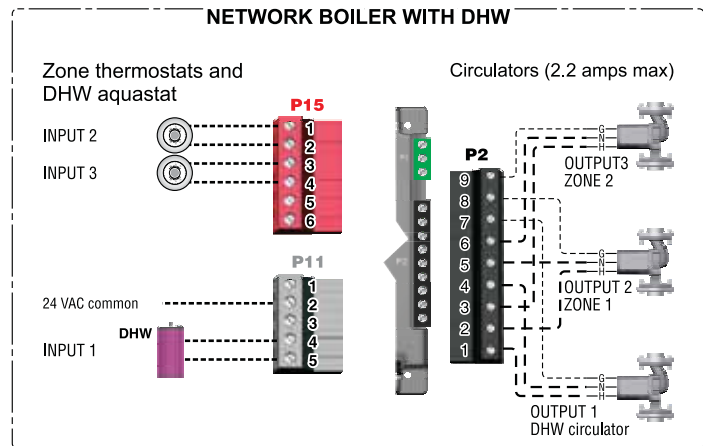 NETWORK BOILER WITH DHW
Zone thermostats and
DHW aquastat
P15
INPUT 2
INPUT 3
1
2
3
4
5
6
P11
24 VAC common
DHW
INPUT 1
1
2
3
4
5
Circulators (2.2 amps max)
P1
P2
P2
9
8
7
6
5
4
3
2
1
G
N
H
OUTPUT3
ZONE 2
G
N
H
OUTPUT 2
ZONE 1
G
N
H
OUTPUT 1
DHW circulator